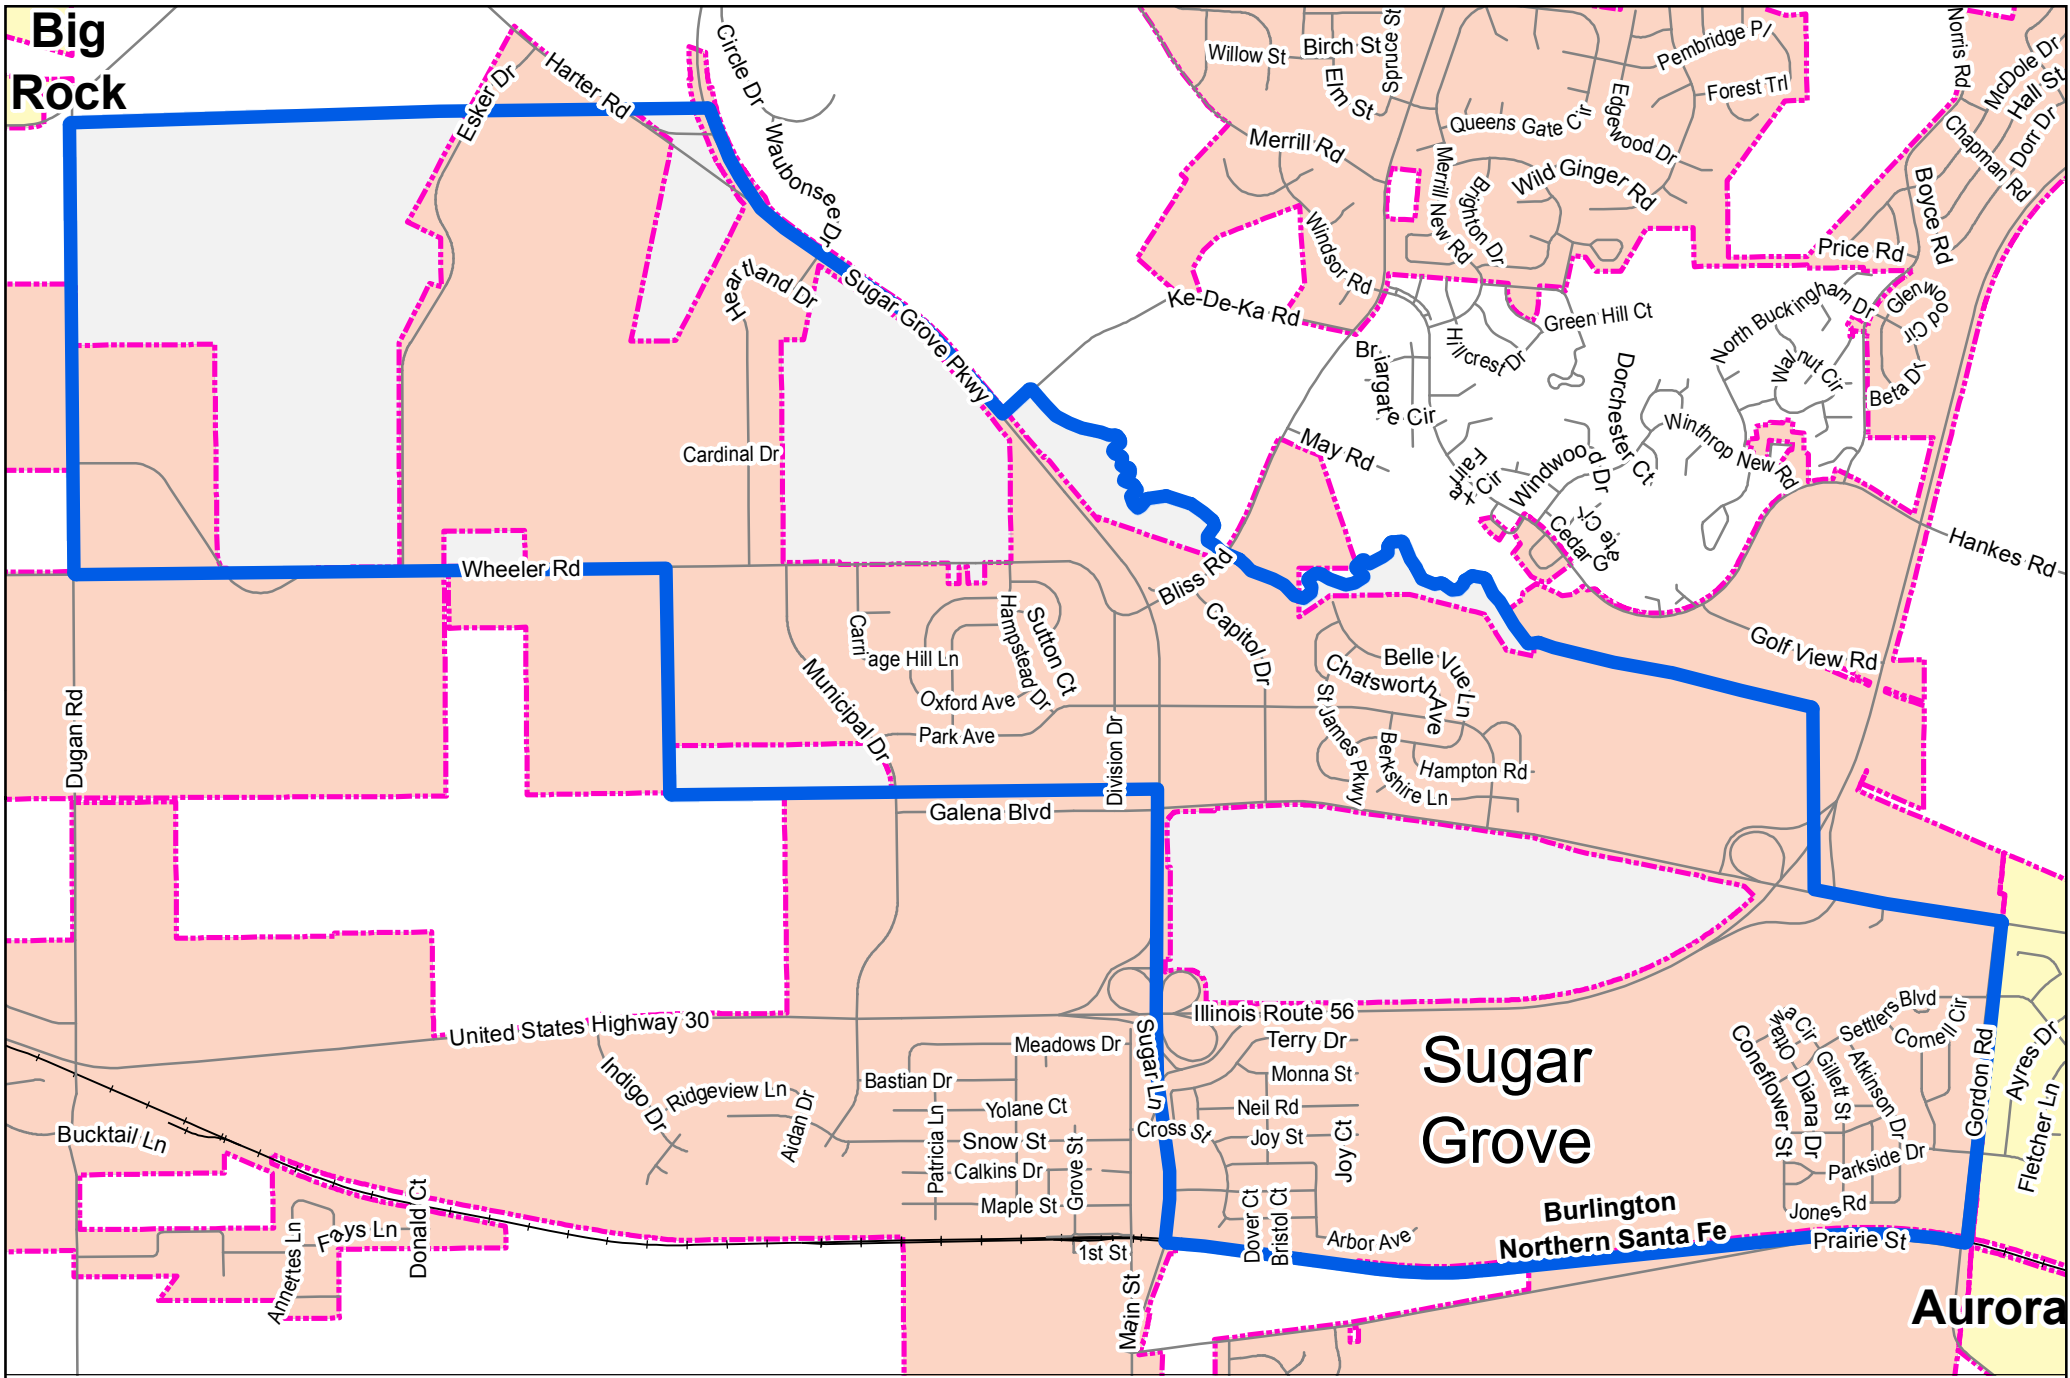 Big
Rock
Esker Dr
Harter Rd
Circle Dr
Waubonsee Dr
Willow St
Birch St
Elm St
Spruce St
Pembridge Pl
Forest Trl
Norris Rd
McDole Dr
Hall St
Dorr Dr
Chapman Rd
Queens Gate Cir
Edgewood Dr
Merrill Rd
Merrill New Rd
Brighton Dr
Wild Ginger Rd
Boyce Rd
Price Rd
Windsor Rd
Heartland Dr
Sugar Grove Pkwy
Ke-De-Ka Rd
Green Hill Ct
Hillcrest Dr
Briargate Cir
North Buckingham Dr
Glenwood Cir
Walnut Cir
Beta Dr
Dorchester Ct
Winthrop New Rd
Cardinal Dr
May Rd
Windwood Dr
Hankes Rd
Wheeler Rd
Bliss Rd
Capitol Dr
Golf View Rd
Carriage Hill Ln
Hampstead Dr
Sutton Ct
Oxford Ave
Park Ave
Municipal Dr
Division Dr
Belle Vue Ln
Chatsworth Ave
St James Pkwy
Berkshire Ln
Hampton Rd
Dugan Rd
Galena Blvd
United States Highway 30
Illinois Route 56
Sugar Ln
Meadows Dr
Terry Dr
Bastian Dr
Monna St
Indigo Dr
Ridgeview Ln
Aidan Dr
Patricia Ln
Yolane Ct
Neil Rd
Snow St
Cross St
Joy St
Joy Ct
Calkins Dr
Grove St
Maple St
Sugar
Grove
Settlers Blvd
Cornell Cir
Coneflower St
Diana Dr
Gillett St
Atkinson Dr
Gordon Rd
Ayres Dr
Fletcher Ln
Parkside Dr
Jones Rd
Bucktail Ln
Annettes Ln
Fays Ln
Donald Ct
1st St
Main St
Dover Ct
Bristol Ct
Arbor Ave
Burlington
Northern Santa Fe
Prairie St
Aurora